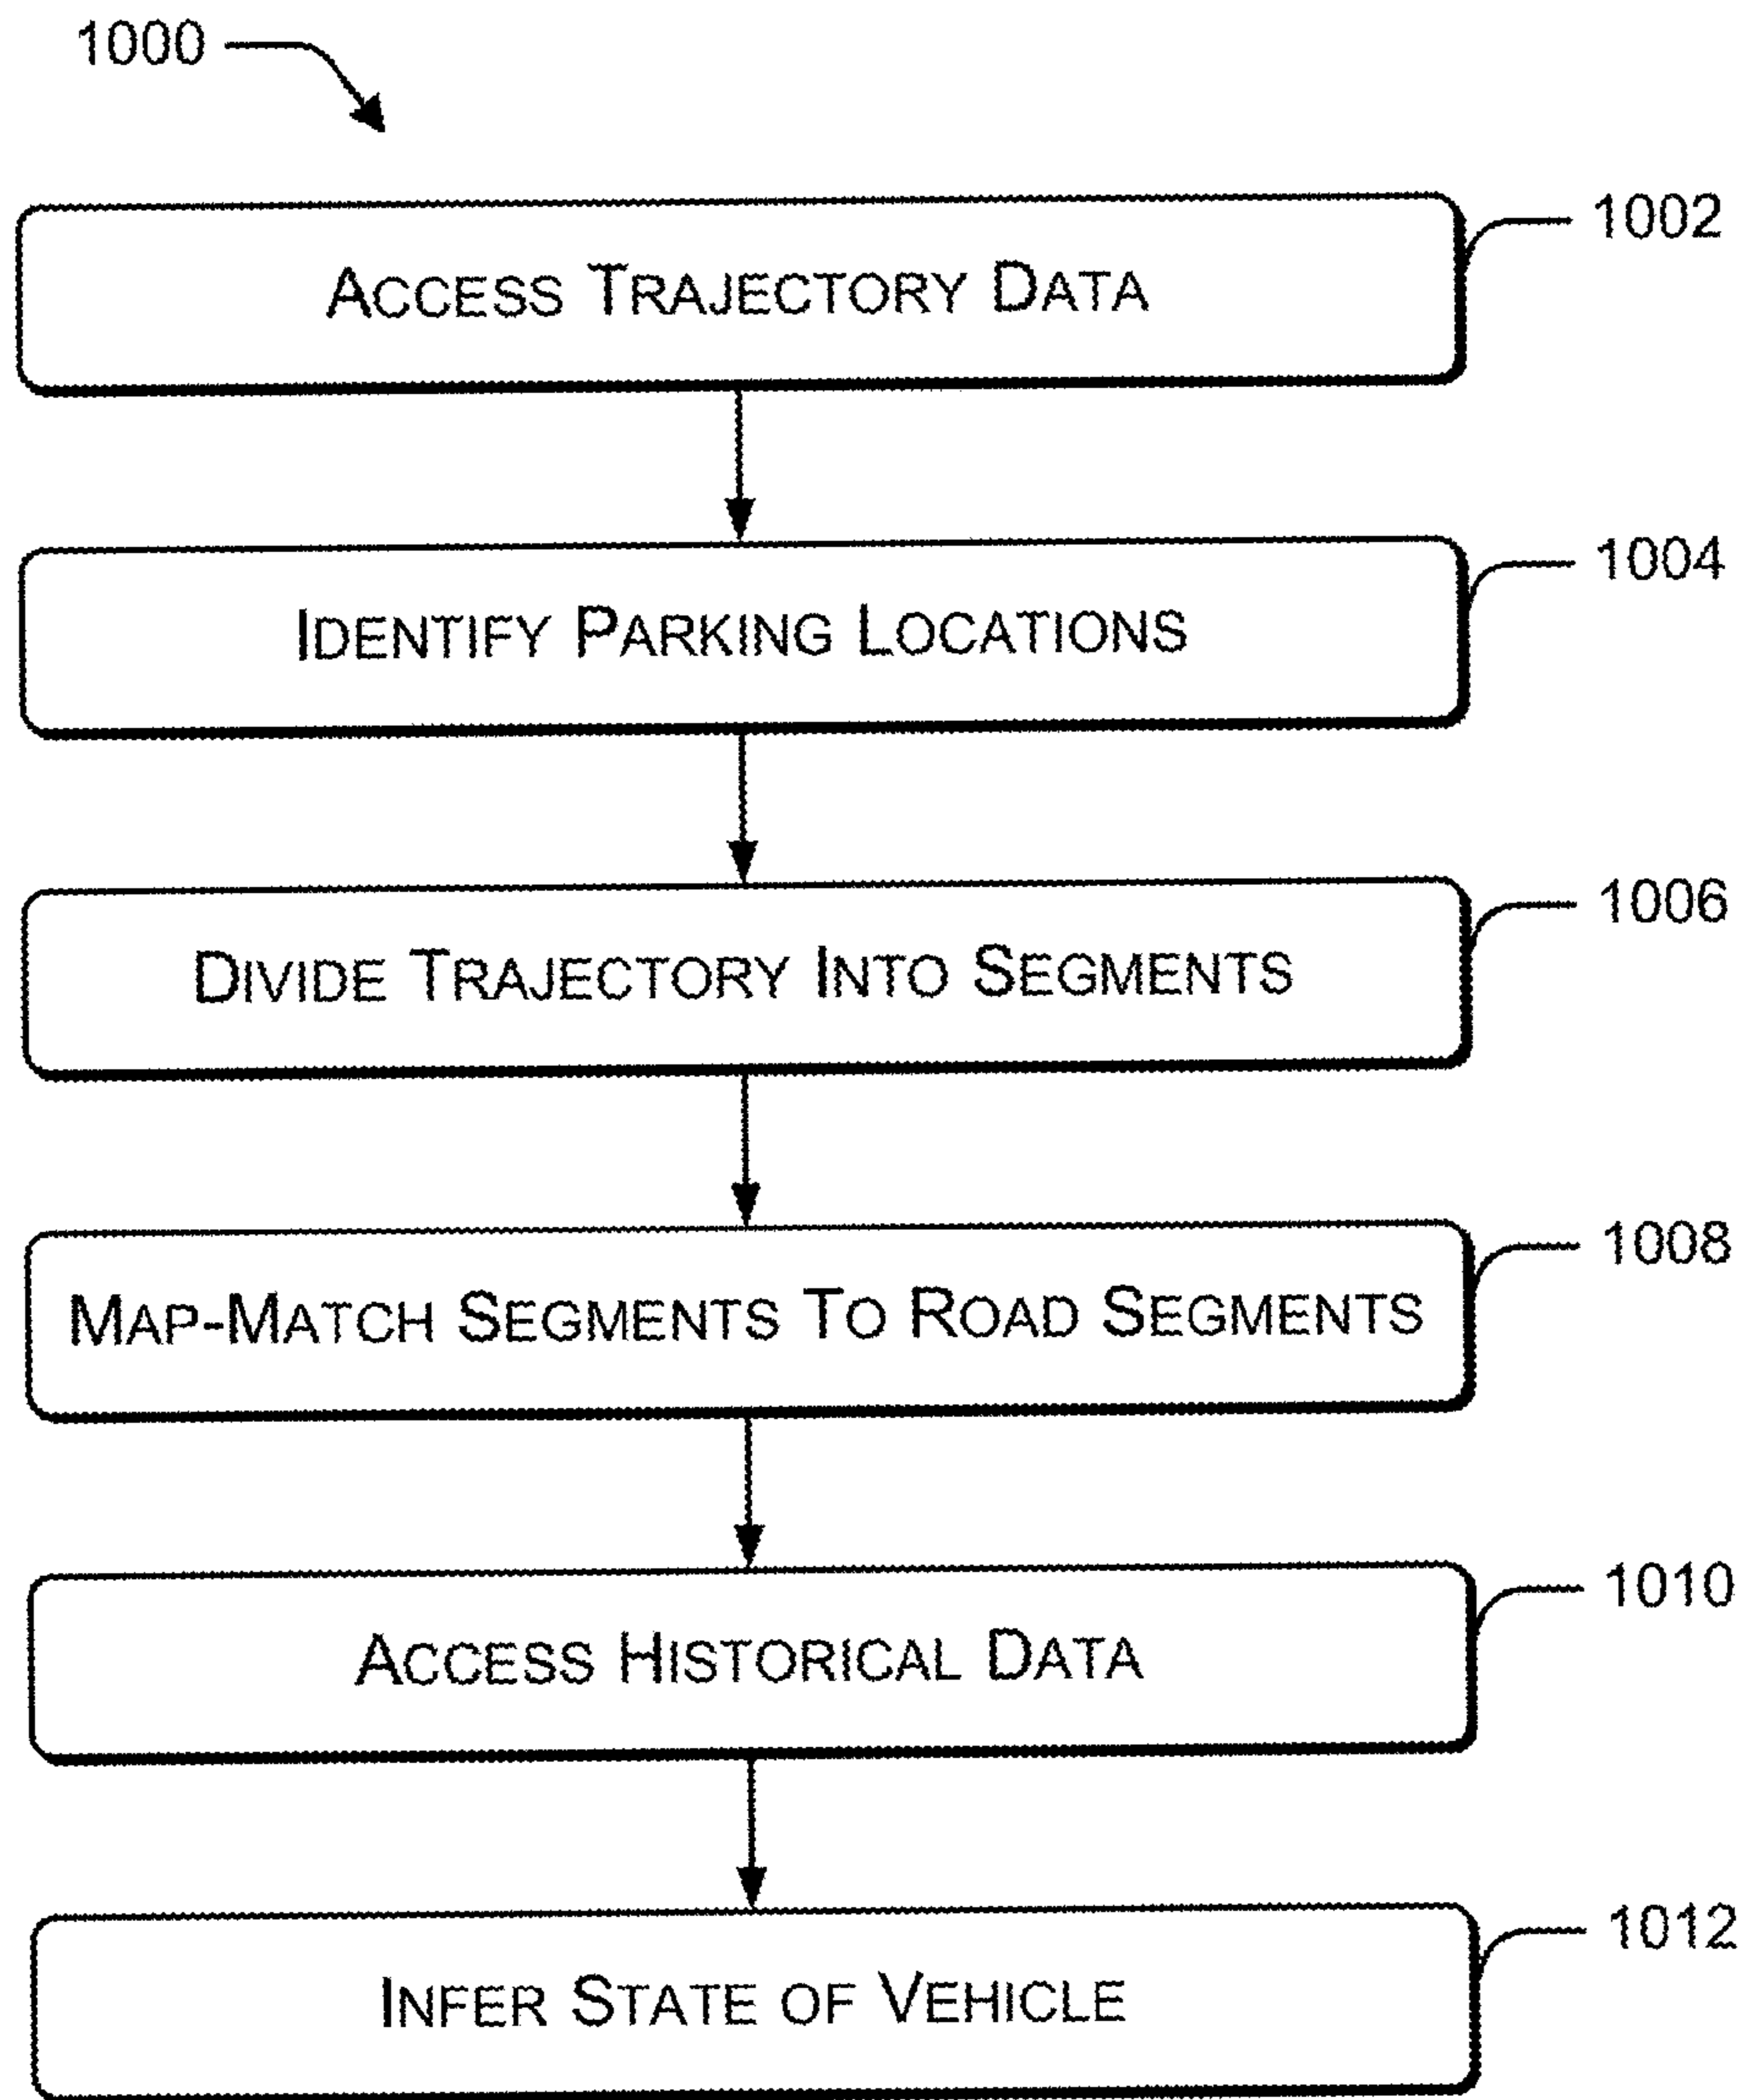 1000
ACCESS TRAJECTORY DATA
1002
IDENTIFY PARKING LOCATIONS
1004
DIVIDE TRAJECTORY INTO SEGMENTS
1006
MAP-MATCH SEGMENTS TO ROAD SEGMENTS
1008
ACCESS HISTORICAL DATA
1010
INFER STATE OF VEHICLE
1012